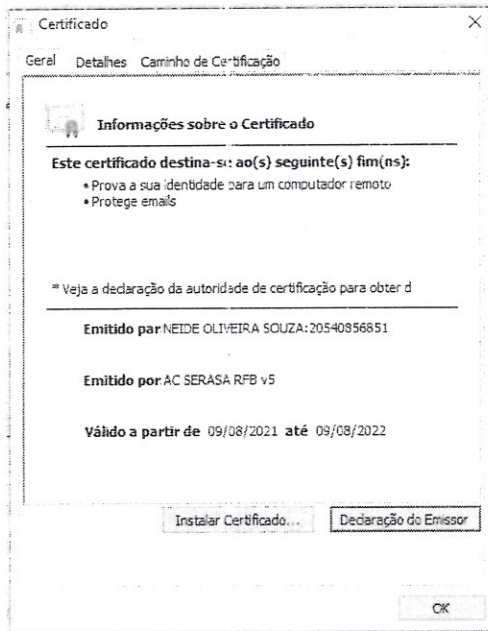 Certificado
Geral Detalhes Caminho de Certificação
Informações sobre o Certificado
Este certificado destina-se ao(s) seguinte(s) fim(ns):
• Prova a sua identidade para um computador remoto
• Protege emails
* Veja a declaração da autoridade de certificação para obter d
Emitido par NEIDE OLIVEIRA SOUZA:20540856851
Emitido por AC SERASA RFB v5
Válido a partir de 09/08/2021 até 09/08/2022
Instalar Certificado... Declaração do Emissor
OK